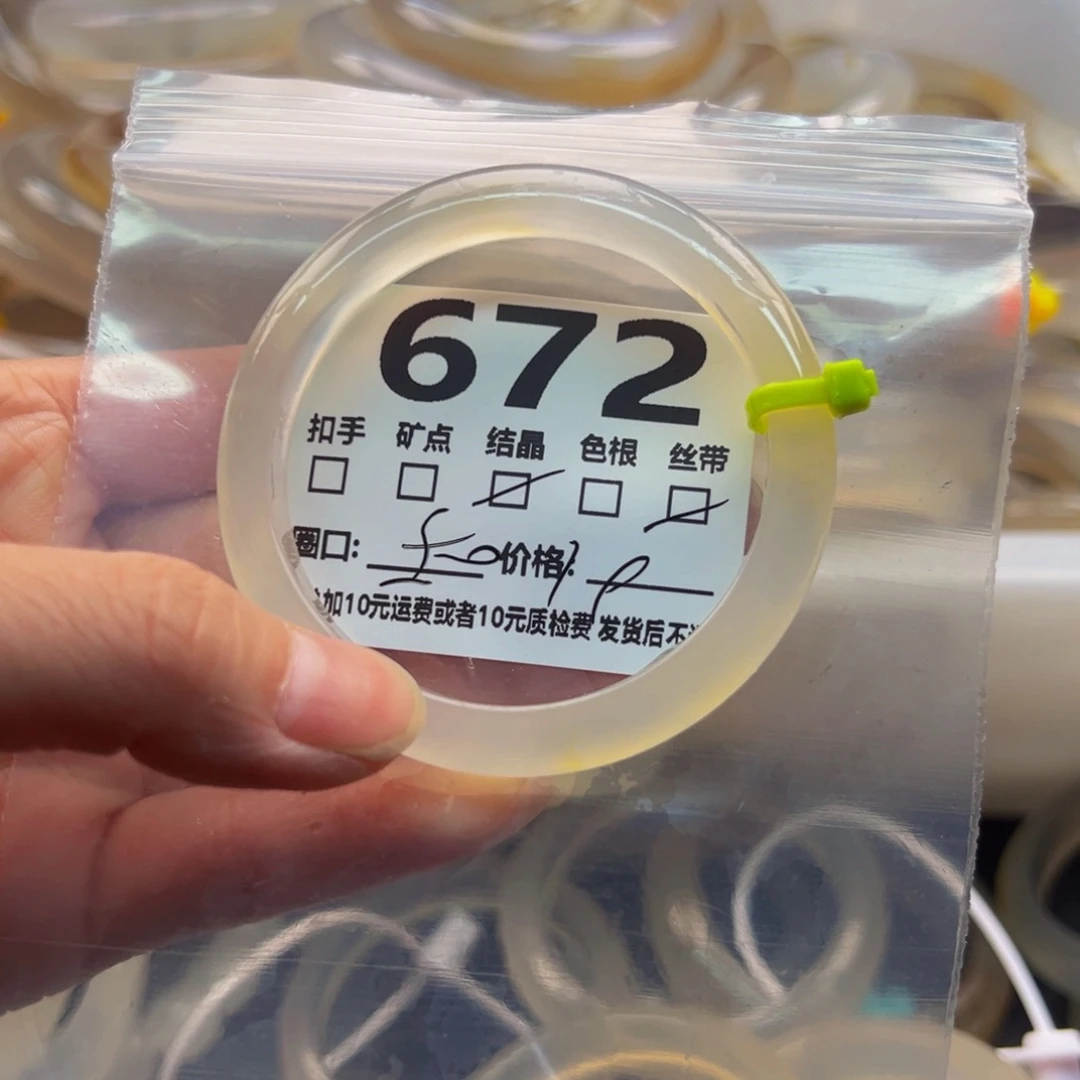 672
扣手 矿点 结晶 色根 丝带
圈口: 价格:
加10元运费或者10元质检费 发货后不